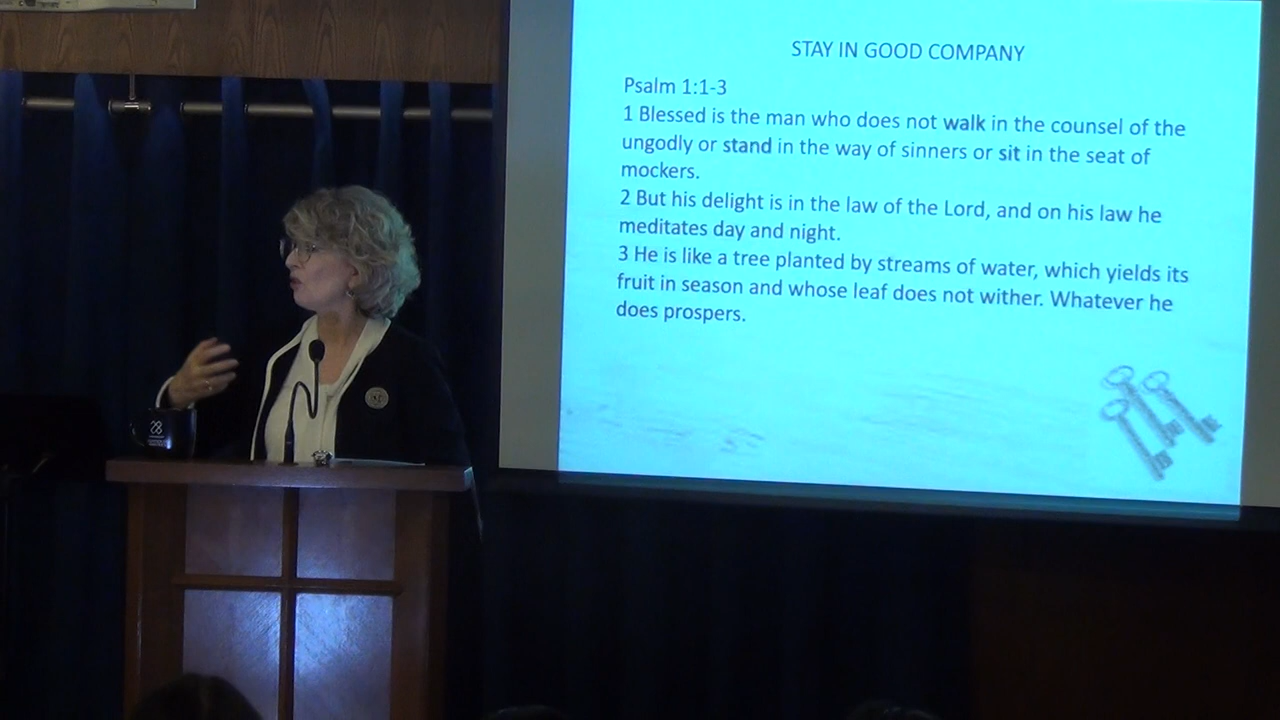 STAY IN GOOD COMPANY
Psalm 1:1-3
1 Blessed is the man who does not walk in the counsel of the
ungodly or stand in the way of sinners or sit in the seat of
mockers.
2 But his delight is in the law of the Lord, and on his law he
meditates day and night.
3 He is like a tree planted by streams of water, which yields its
fruit in season and whose leaf does not wither. Whatever he
does prospers.